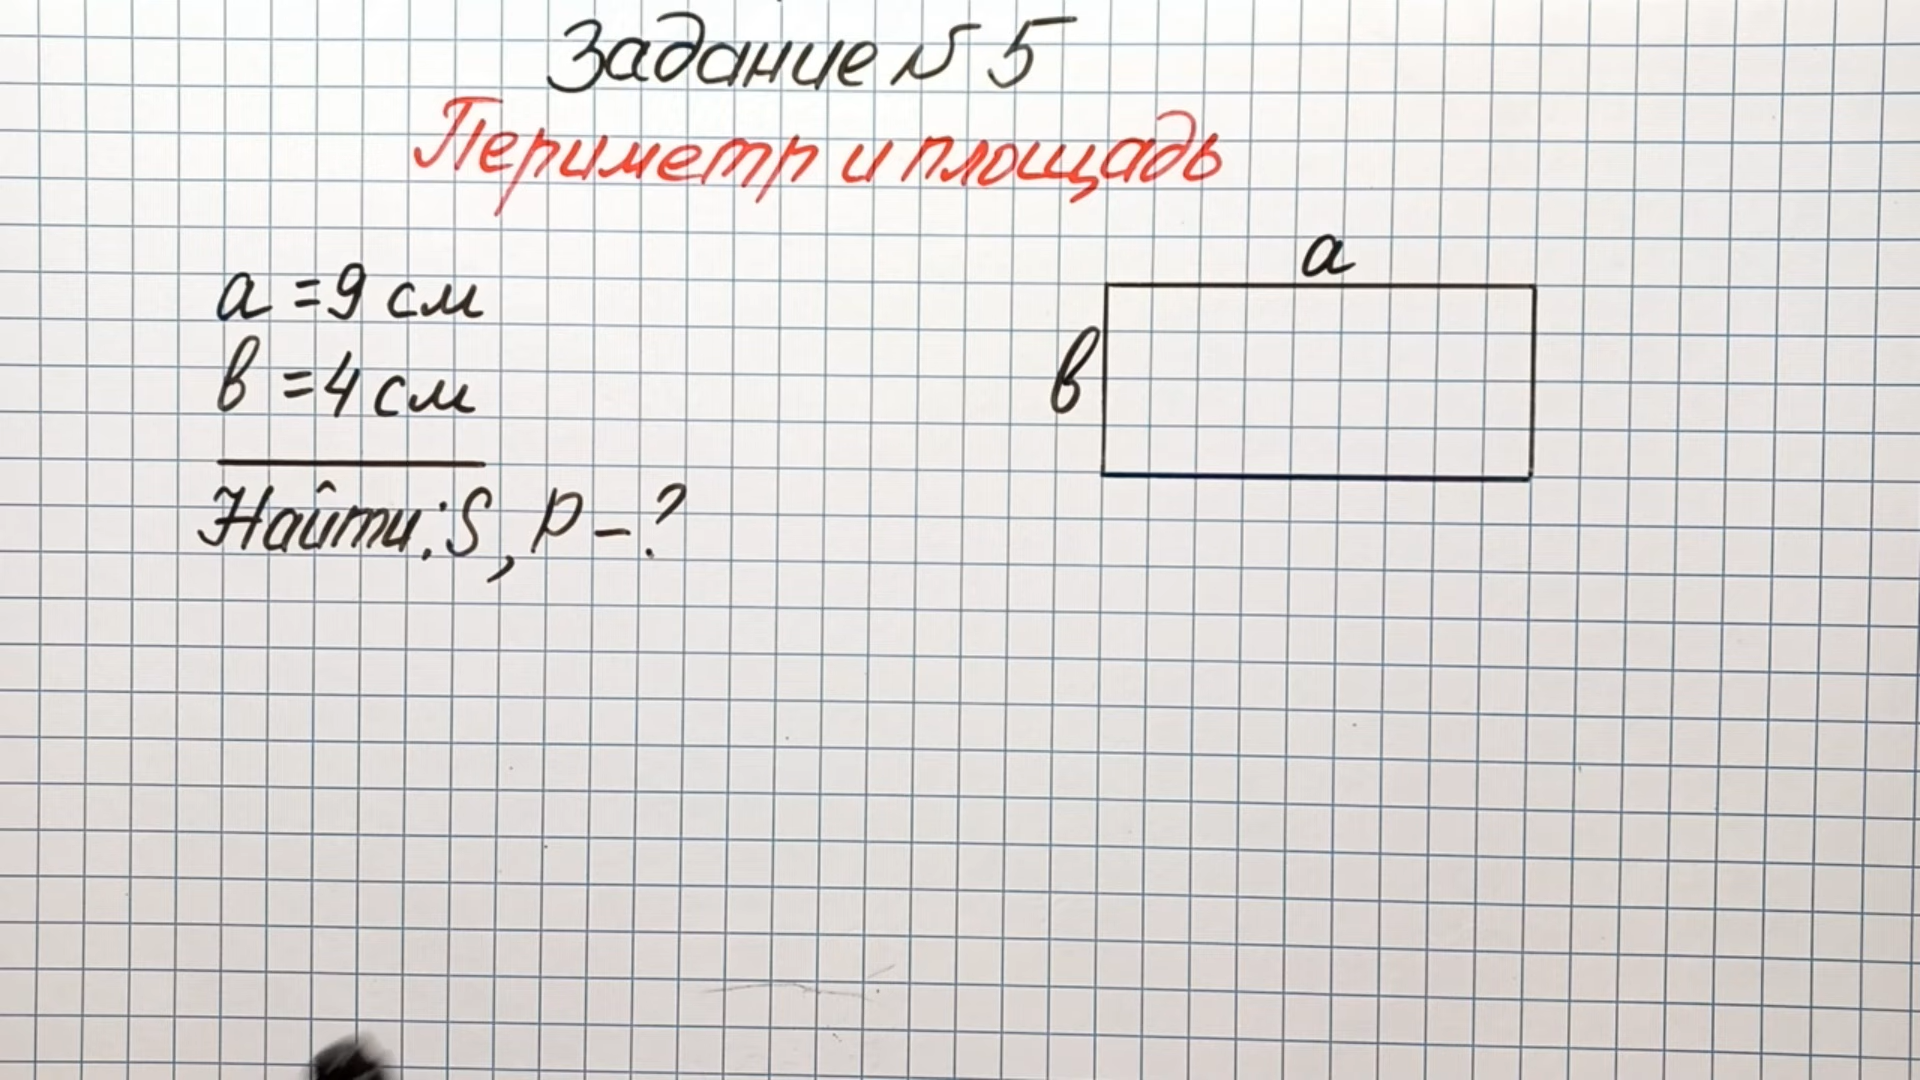 Задание № 5
Периметр и площадь
a = 9 см
в = 4 см
Найти: S, P - ?
a
в